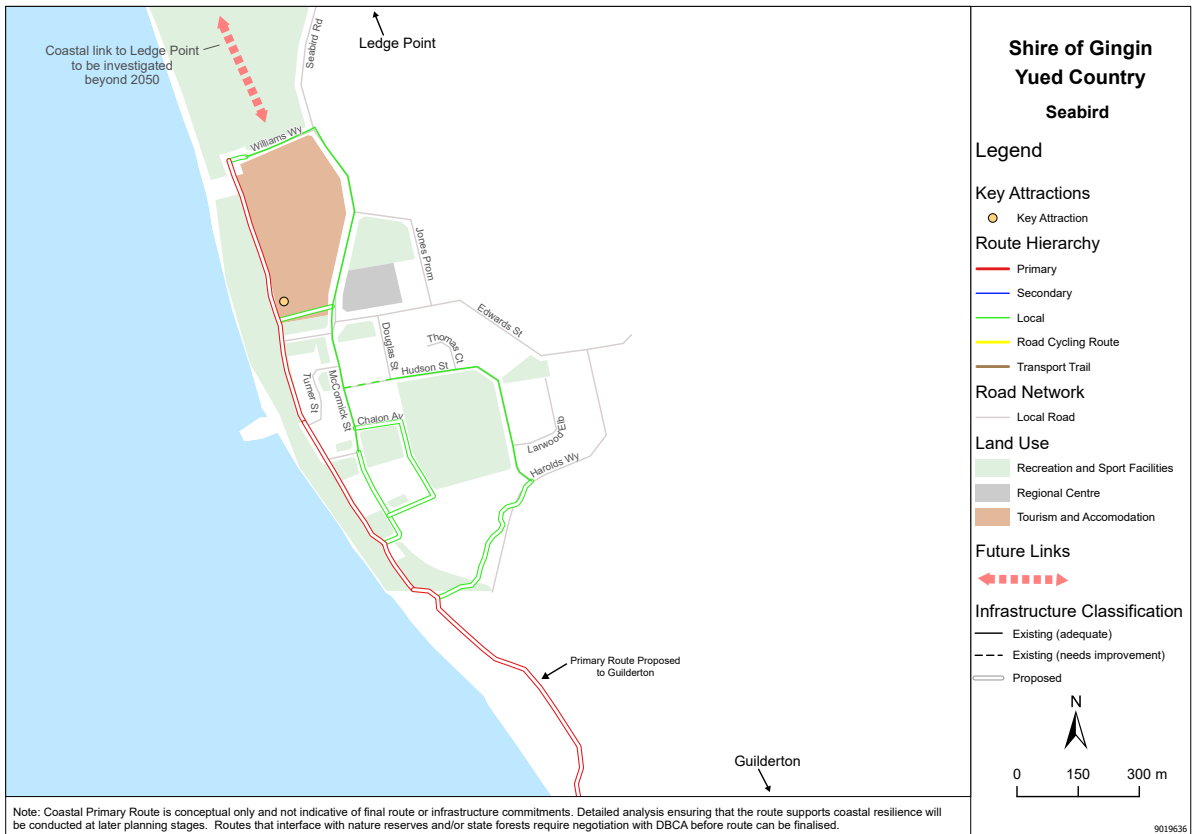 Coastal link to Ledge Point
to be investigated
beyond 2050
Seabird Rd
Ledge Point
Williams Wy
Jones Prom
Edwards St
Douglas St
Thomas Ct
Hudson St
Turner St
McCormick St
Chalon Av
Larwood Elb
Harolds Wy
Primary Route Proposed
to Guilderton
Guilderton
Shire of Gingin
Yued Country
Seabird
Legend
Key Attractions
Key Attraction
Route Hierarchy
Primary
Secondary
Local
Road Cycling Route
Transport Trail
Road Network
Local Road
Land Use
Recreation and Sport Facilities
Regional Centre
Tourism and Accomodation
Future Links
Infrastructure Classification
Existing (adequate)
Existing (needs improvement)
Proposed
N
0 150 300 m
Note: Coastal Primary Route is conceptual only and not indicative of final route or infrastructure commitments. Detailed analysis ensuring that the route supports coastal resilience will
be conducted at later planning stages. Routes that interface with nature reserves and/or state forests require negotiation with DBCA before route can be finalised.
9019636